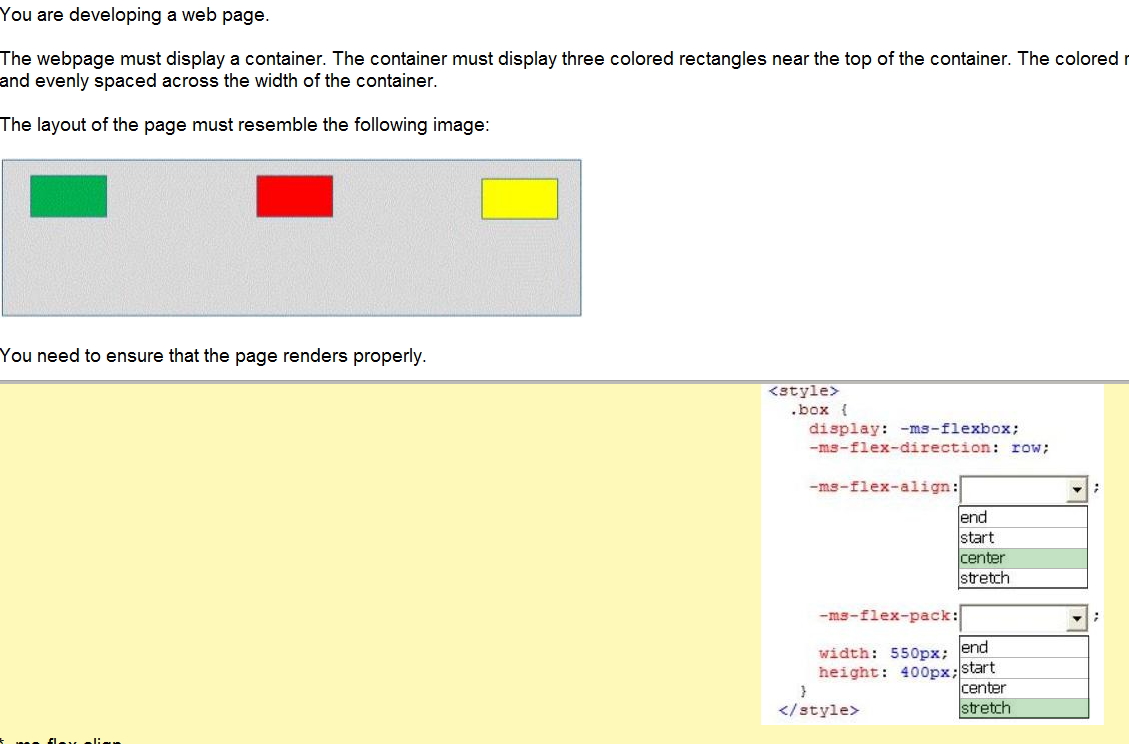 You are developing a web page.
The webpage must display a container. The container must display three colored rectangles near the top of the container. The colored
and evenly spaced across the width of the container.
The layout of the page must resemble the following image:
You need to ensure that the page renders properly.
<style>
.box {
display: -ms-flexbox;
-ms-flex-direction: row;
-ms-flex-align: ;
end
start
center
stretch
-ms-flex-pack: ;
end
start
center
stretch
width: 550px;
height: 400px;
}
</style>